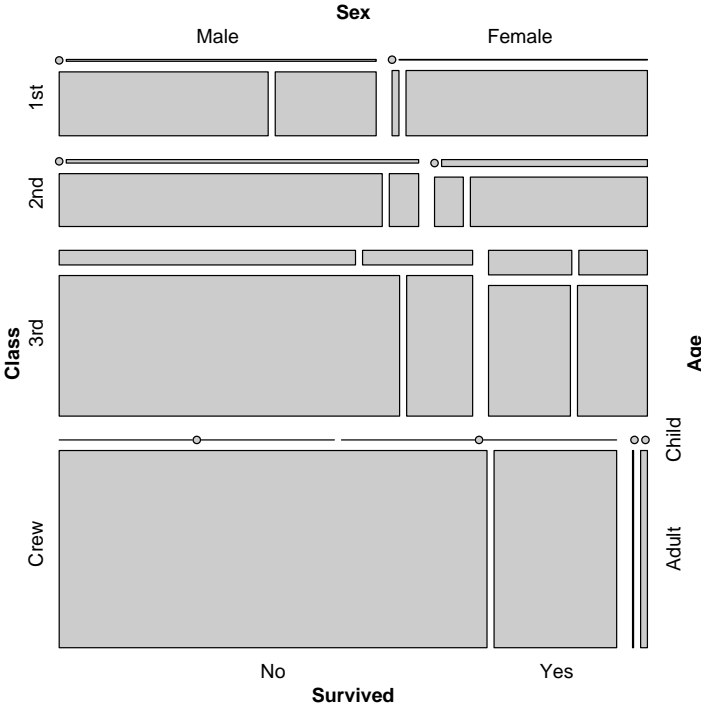 Sex
Male Female
1st
2nd
3rd
Crew
Class
Age
Child
Adult
No Yes
Survived